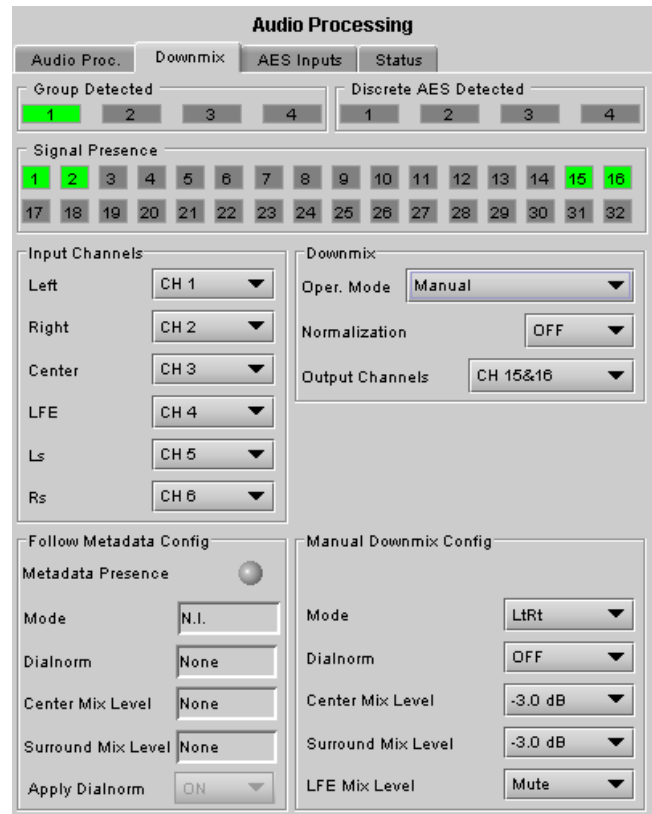 Audio Processing
Audio Proc. Downmix AES Inputs Status
Group Detected
1 2 3 4
Discrete AES Detected
1 2 3 4
Signal Presence
1 2 3 4 5 6 7 8 9 10 11 12 13 14 15 16
17 18 19 20 21 22 23 24 25 26 27 28 29 30 31 32
Input Channels
Left CH 1
Right CH 2
Center CH 3
LFE CH 4
Ls CH 5
Rs CH 6
Downmix
Oper. Mode Manual
Normalization OFF
Output Channels CH 15&16
Follow Metadata Config
Metadata Presence
Mode N.I.
Dialnorm None
Center Mix Level None
Surround Mix Level None
Apply Dialnorm ON
Manual Downmix Config
Mode LtRt
Dialnorm OFF
Center Mix Level -3.0 dB
Surround Mix Level -3.0 dB
LFE Mix Level Mute